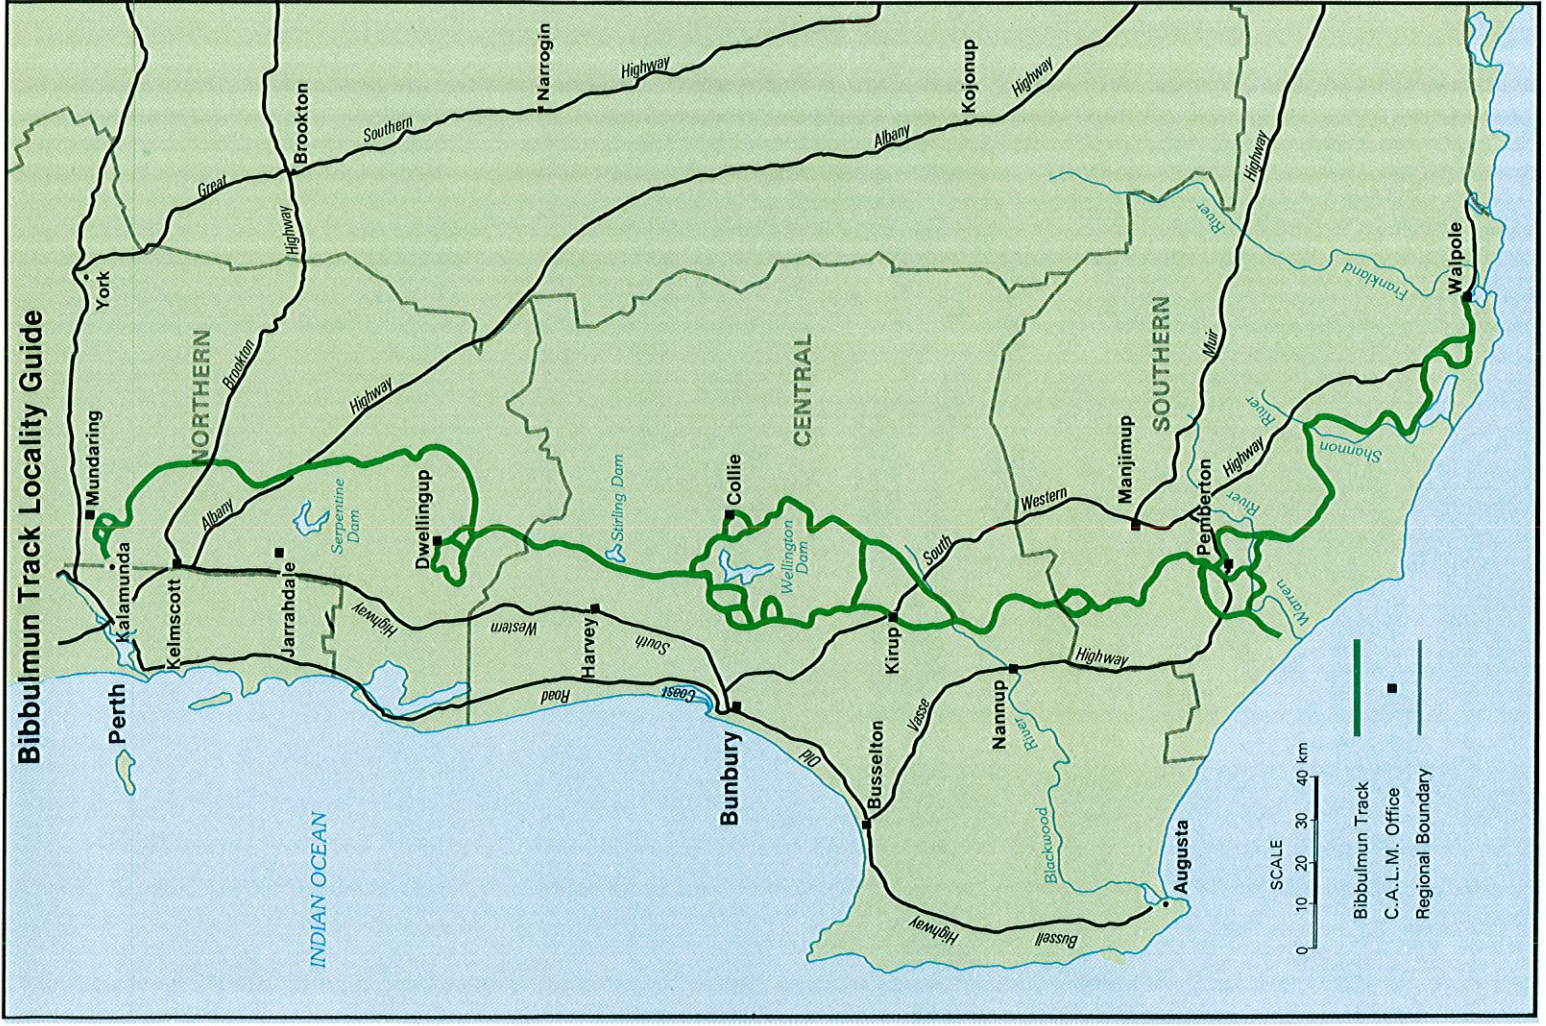 Bibbulmun Track Locality Guide
York
Mundaring
Perth
Kalamunda
NORTHERN
Brookton
Highway
Great
Southern
Highway
Brookton
Kelmscott
Albany
Highway
Jarrahdale
Serpentine
Dam
INDIAN OCEAN
Narrogin
Dwellingup
Highway
Western
South
Harvey
Stirling Dam
Road
Coast
Old
Bunbury
Collie
Wellington
Dam
CENTRAL
Albany
Highway
Kojonup
Busselton
Kirup
Vasse
Highway
South
Western
Highway
Bussell
Nannup
River
Blackwood
Highway
Manjimup
SOUTHERN
Muir
Highway
Augusta
Pemberton
River
Warren
Highway
River
Shannon
River
Frankland
Walpole
SCALE
0 10 20 30 40 km
Bibbulmun Track
C.A.L.M. Office
Regional Boundary